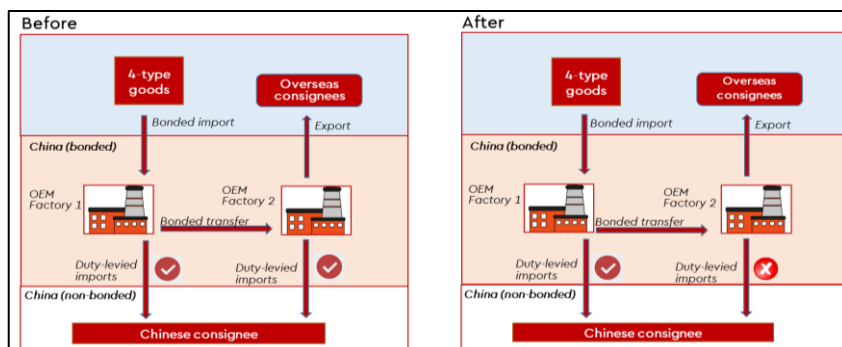 Before
4-type
goods
Overseas
consignees
Bonded import
Export
China (bonded)
OEM
Factory 1
OEM
Factory 2
Bonded transfer
Duty-levied
imports
Duty-levied
imports
China (non-bonded)
Chinese consignee
After
4-type
goods
Overseas
consignees
Bonded import
Export
China (bonded)
OEM
Factory 1
OEM
Factory 2
Bonded transfer
Duty-levied
imports
Duty-levied
imports
China (non-bonded)
Chinese consignee